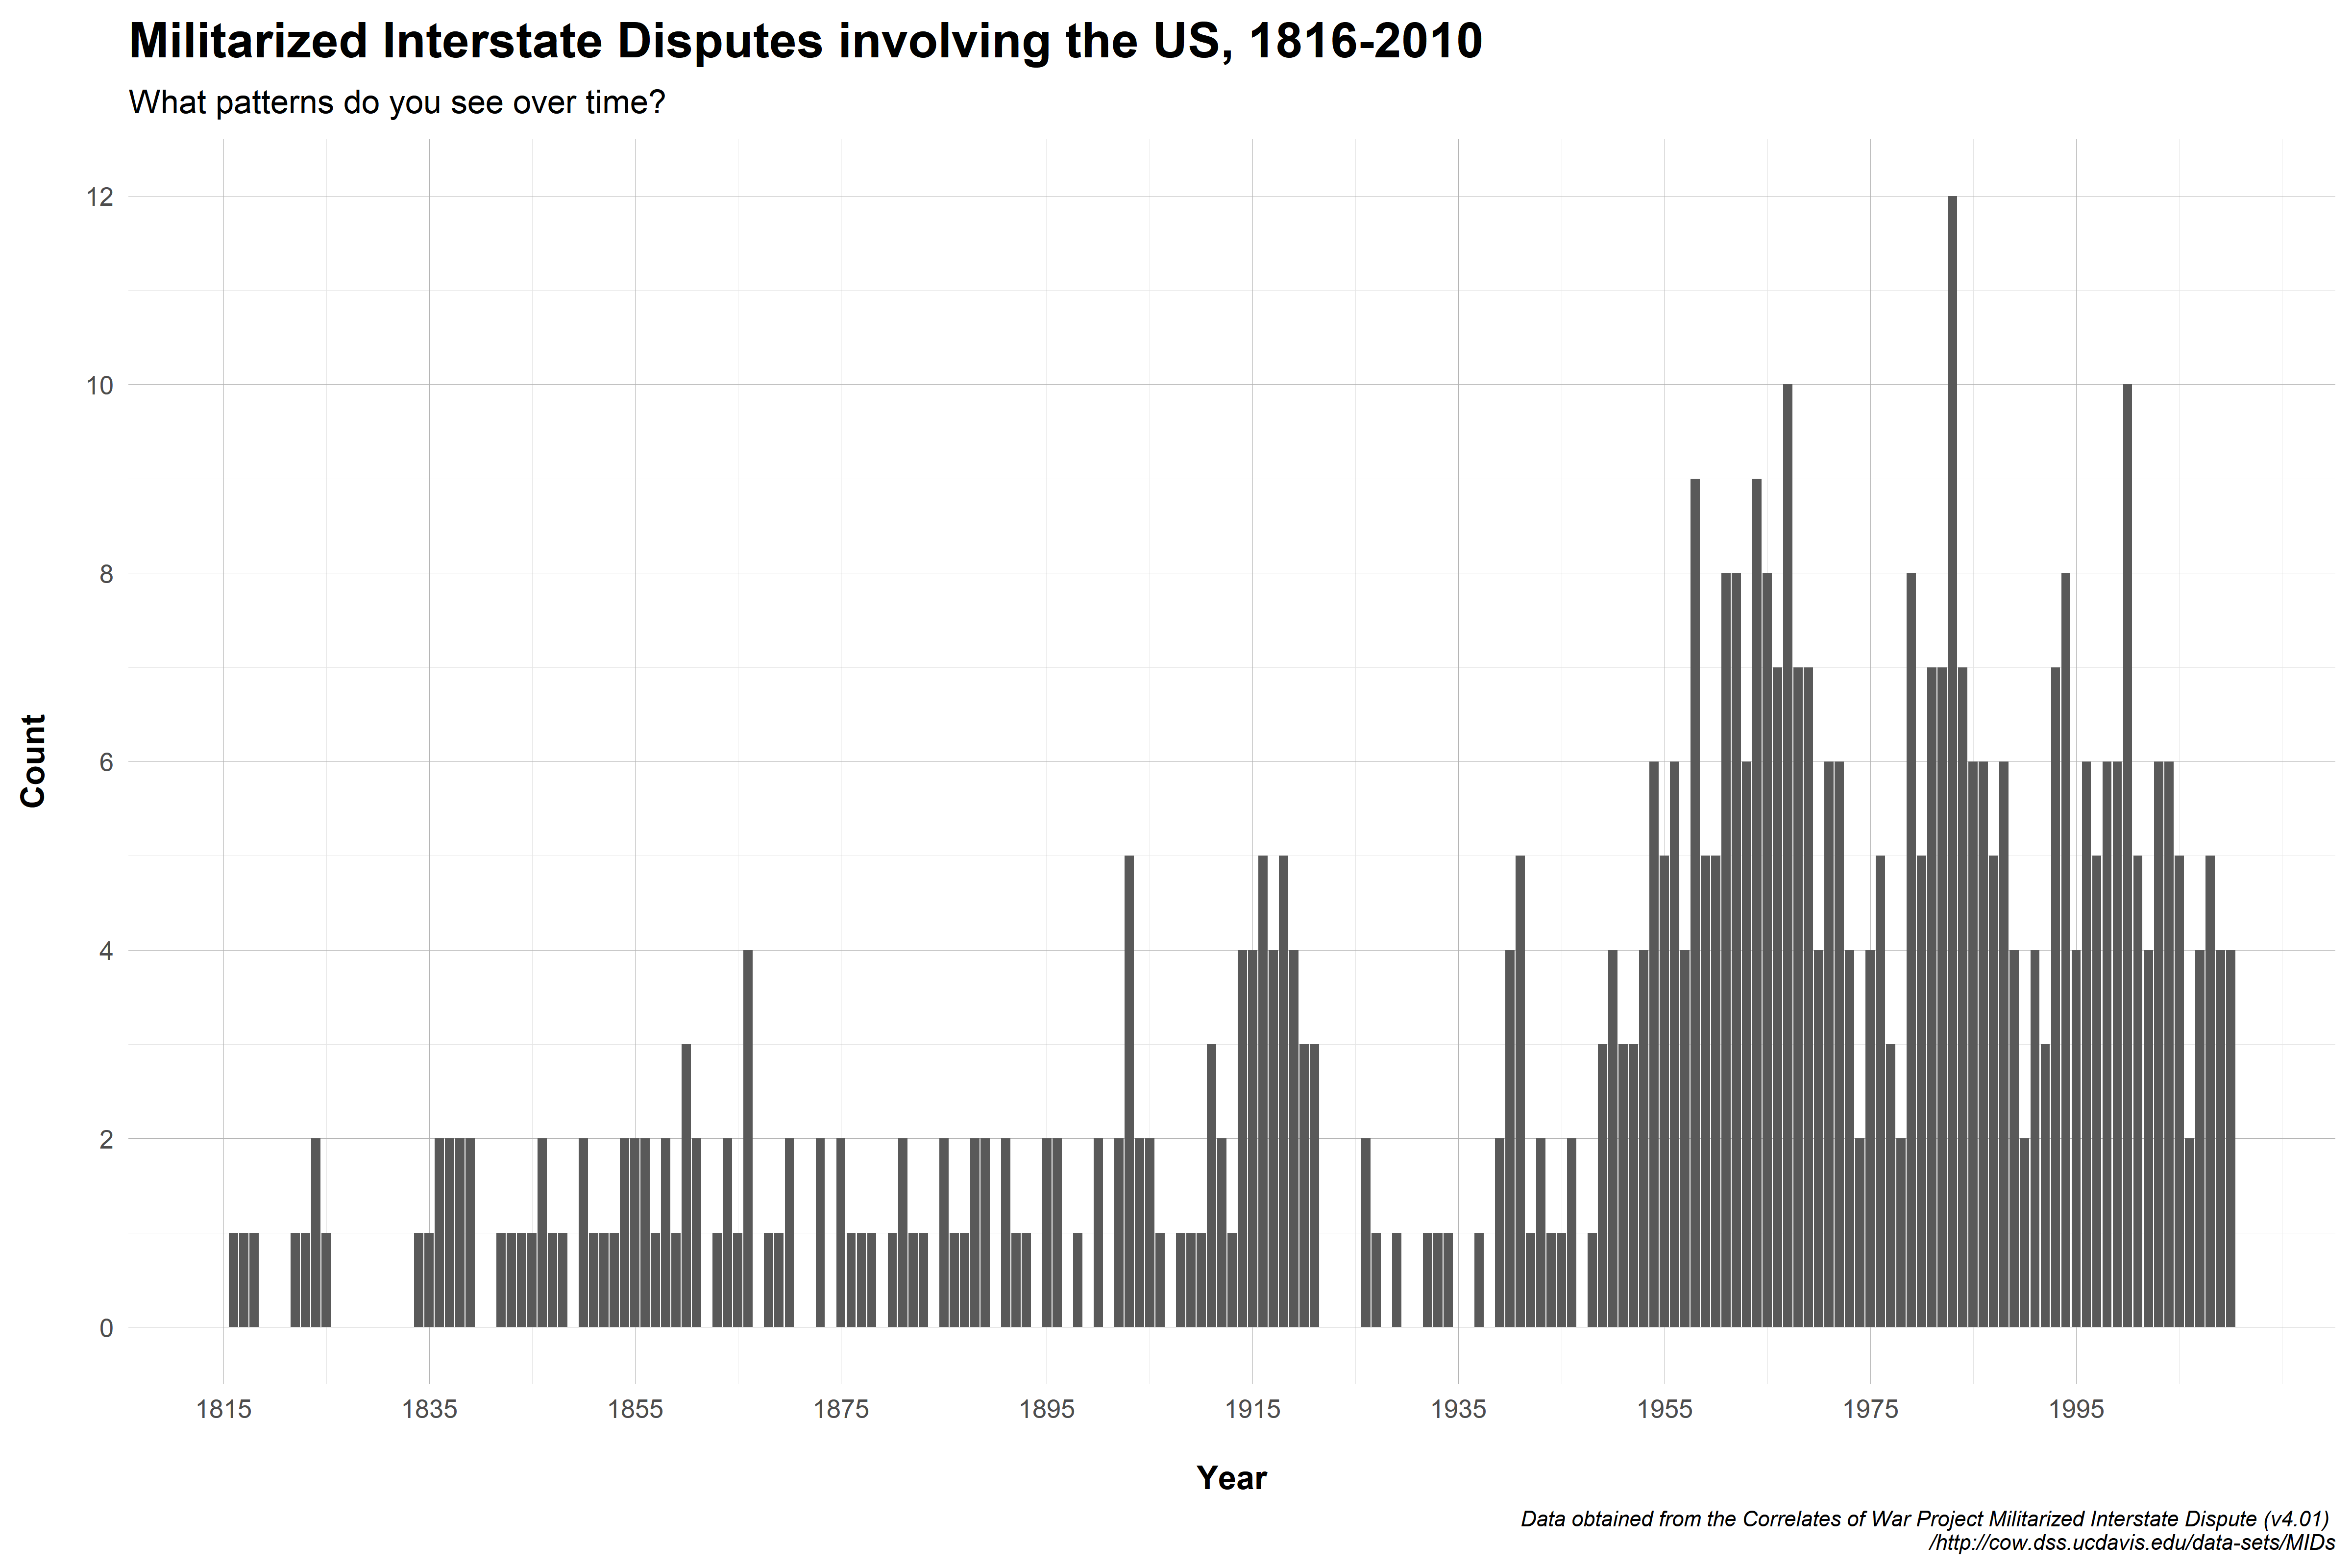 Militarized Interstate Disputes involving the US, 1816-2010
What patterns do you see over time?
12
10
8
6
4
2
0
Count
1815 1835 1855 1875 1895 1915 1935 1955 1975 1995
Year
Data obtained from the Correlates of War Project Militarized Interstate Dispute (v4.01)
/http://cow.dss.ucdavis.edu/data-sets/MIDs